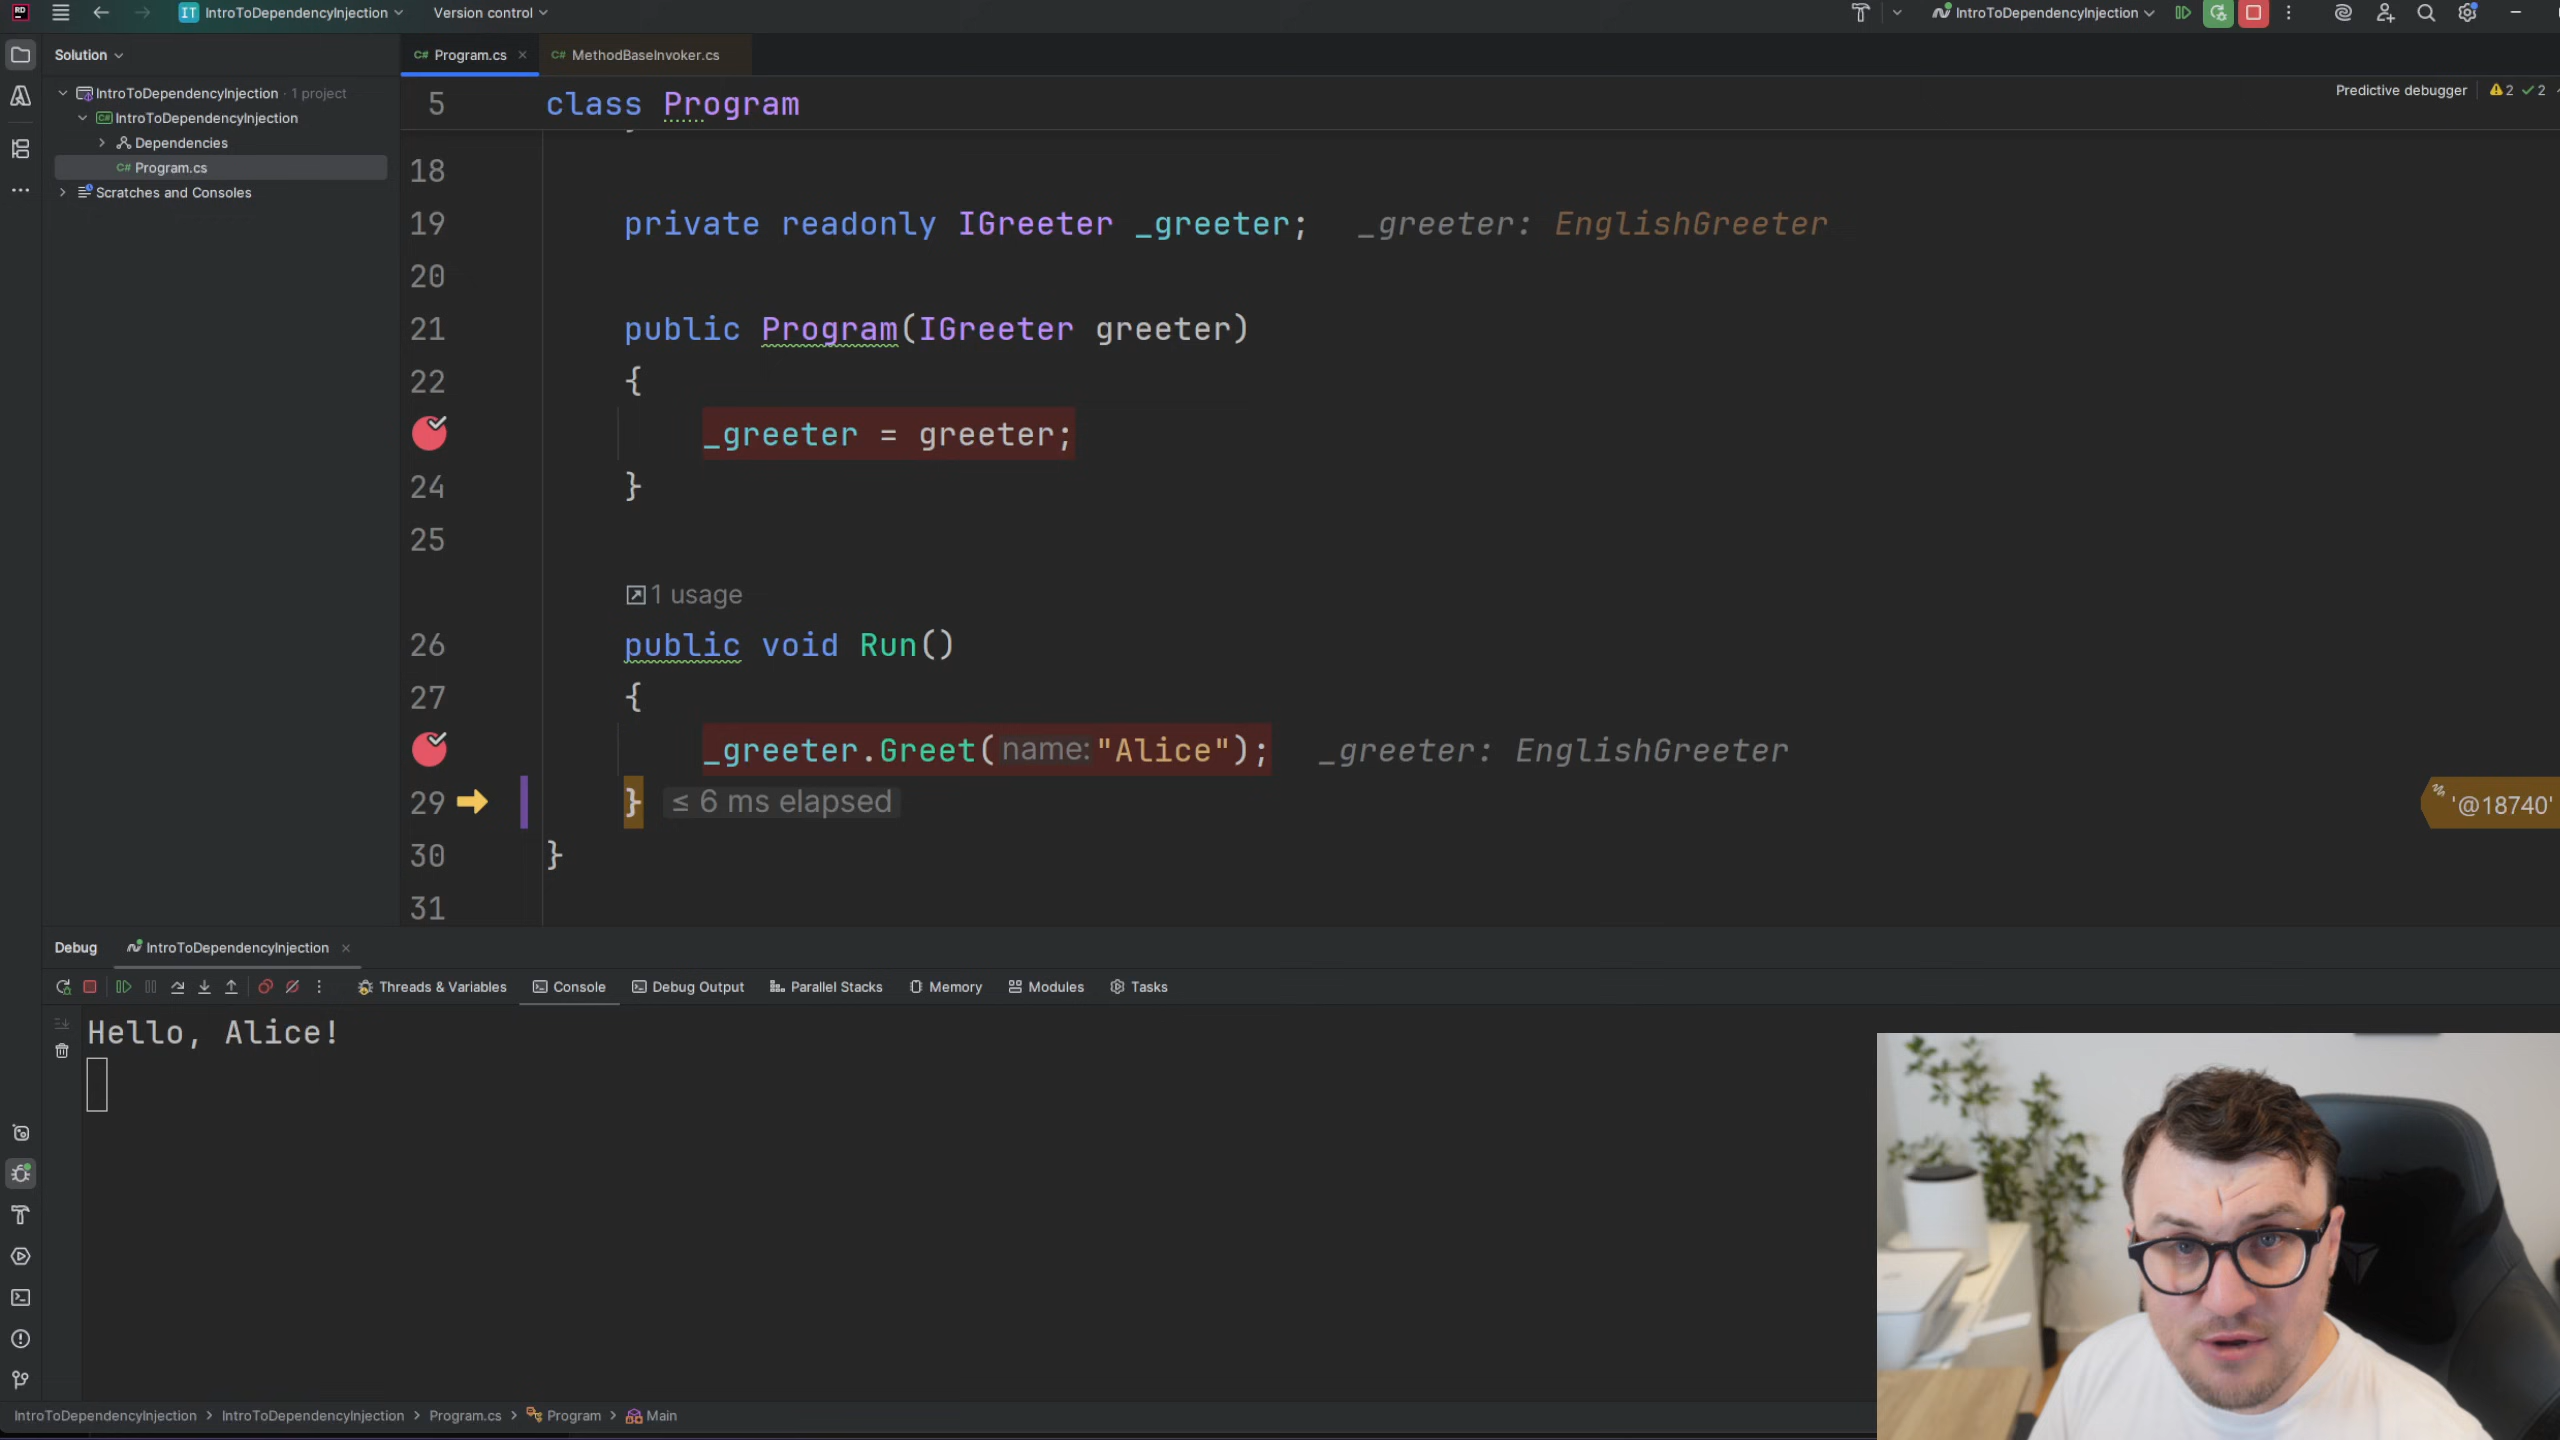 IT IntroToDependencyInjection
Version control
IntroToDependencyInjection
Solution
C# Program.cs
C# MethodBaseInvoker.cs
IntroToDependencyInjection · 1 project
C# IntroToDependencyInjection
Dependencies
C# Program.cs
Scratches and Consoles
5 class Program
Predictive debugger
2 2
18
19 private readonly IGreeter _greeter; _greeter: EnglishGreeter
20
21 public Program(IGreeter greeter)
22 {
_greeter = greeter;
24 }
25
1 usage
26 public void Run()
27 {
_greeter.Greet(name:"Alice"); _greeter: EnglishGreeter
29 } ≤ 6 ms elapsed
'@18740'
30 }
31
Debug
IntroToDependencyInjection
Threads & Variables
Console
Debug Output
Parallel Stacks
Memory
Modules
Tasks
Hello, Alice!
IntroToDependencyInjection > IntroToDependencyInjection > Program.cs > Program > Main